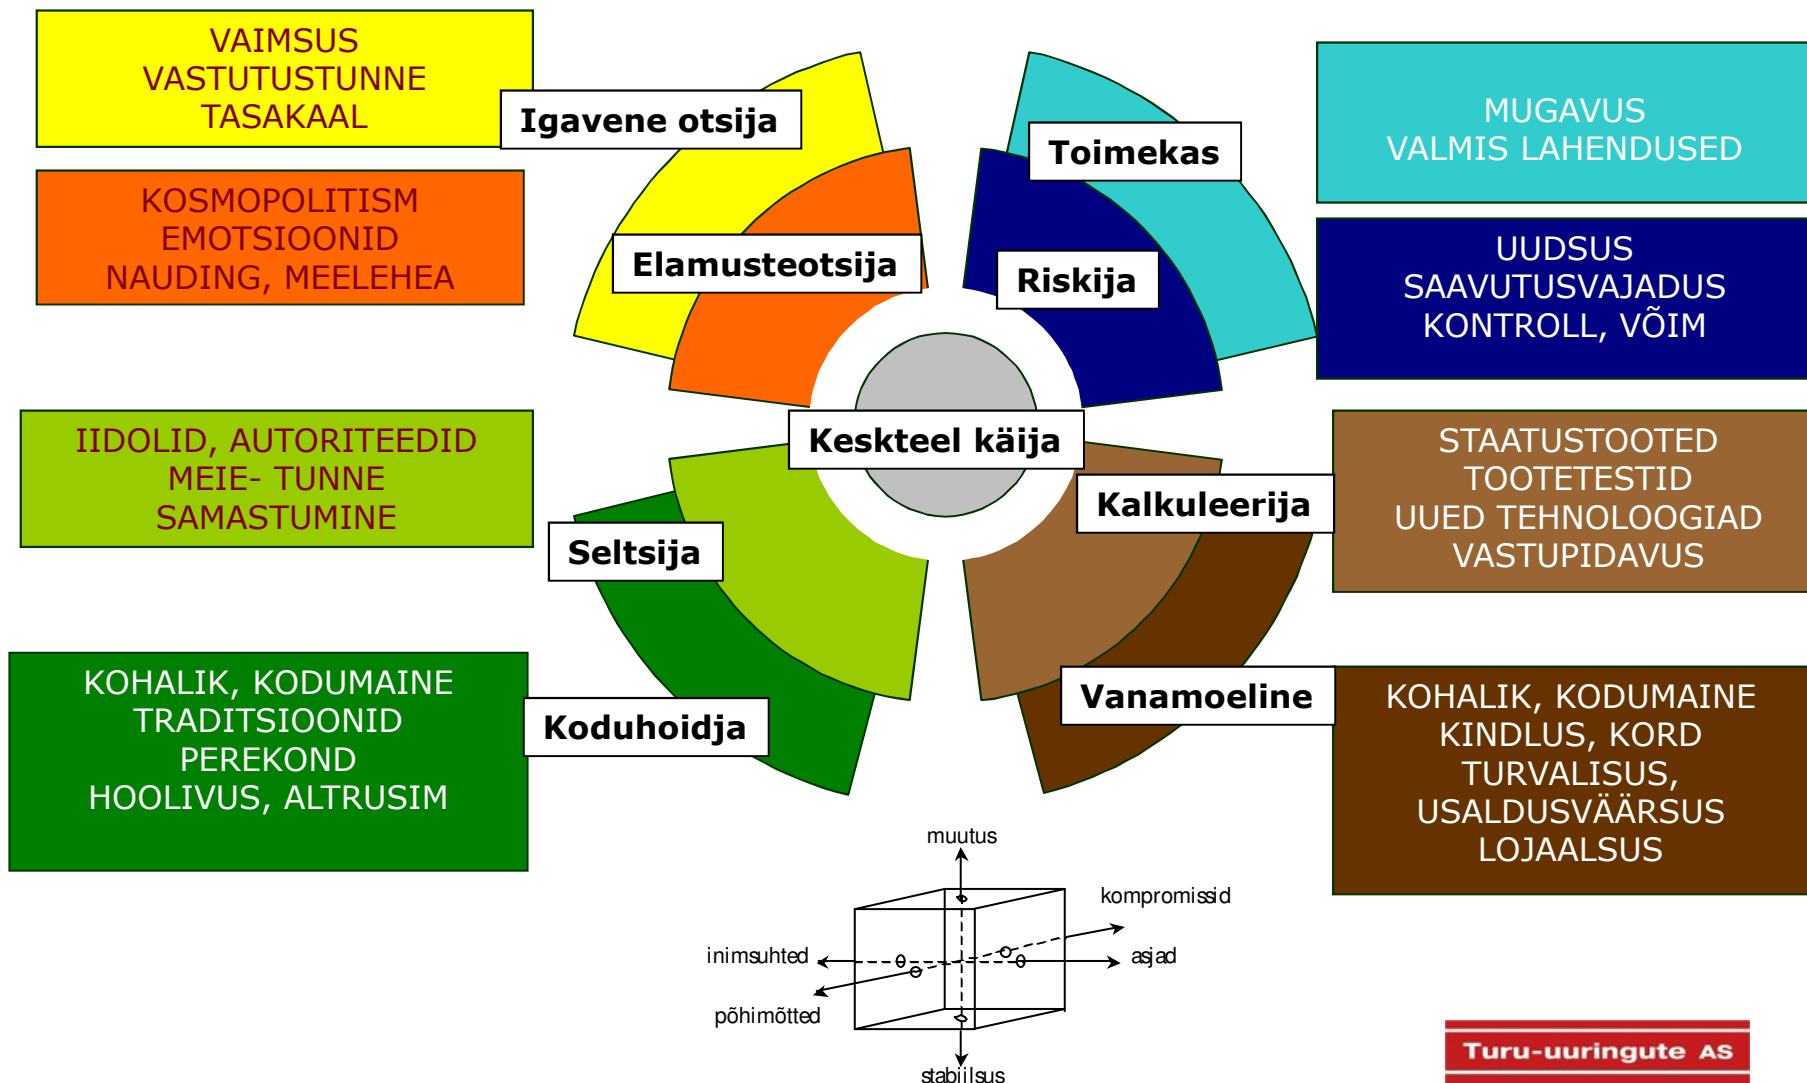 VAIMSUS
VASTUTUSTUNNE
TASAKAAL
Igavene otsija
KOSMOPOLITISM
EMOTSIOONID
NAUDING, MEELEHEA
Elamusteotsija
Toimekas
MUGAVUS
VALMIS LAHENDUSED
Riskija
UUDSUS
SAAVUTUSVAJADUS
KONTROLL, VÕIM
Keskteel käija
IIDOLID, AUTORITEEDID
MEIE- TUNNE
SAMASTUMINE
Seltsija
Kalkuleerija
STAATUSTOOTED
TOOTETESTID
UUED TEHNOLOOGIAD
VASTUPIDAVUS
KOHALIK, KODUMAINE
TRADITSIOONID
PEREKOND
HOOLIVUS, ALTRUSIM
Koduhoidja
Vanamoeline
KOHALIK, KODUMAINE
KINDLUS, KORD
TURVALISUS,
USALDUSVÄÄRSUS
LOJAALSUS
muutus
kompromissid
inimsuhted
asjad
põhimõtted
stabiilsus
Turu-uuringute AS